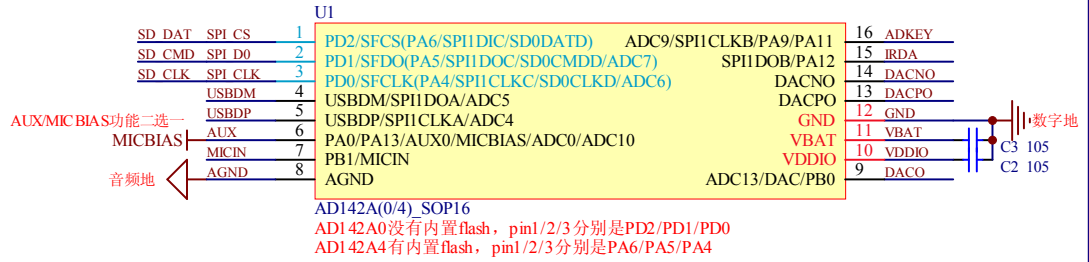 U1
SD_DAT SPI_CS 1 PD2/SFCS(PA6/SPI1DIC/SD0DATD) ADC9/SPI1CLKB/PA9/PA11 16 ADKEY
SD_CMD SPI_D0 2 PD1/SFDO(PA5/SPI1DOC/SD0CMDD/ADC7) SPI1DOB/PA12 15 IRDA
SD_CLK SPI_CLK 3 PD0/SFCLK(PA4/SPI1CLKC/SD0CLKD/ADC6) DACNO 14 DACNO
USBDM 4 USBDM/SPI1DOA/ADC5 DACPO 13 DACPO
AUX/MICBIAS功能二选一 USBDP 5 USBDP/SPI1CLKA/ADC4 GND 12 GND 数字地
MICBIAS AUX 6 PA0/PA13/AUX0/MICBIAS/ADC0/ADC10 VBAT 11 VBAT C3 105
MICIN 7 PB1/MICIN VDDIO 10 VDDIO C2 105
音频地 AGND 8 AGND ADC13/DAC/PB0 9 DACO
AD142A(0/4)_SOP16
AD142A0没有内置flash，pin1/2/3分别是PD2/PD1/PD0
AD142A4有内置flash，pin1/2/3分别是PA6/PA5/PA4